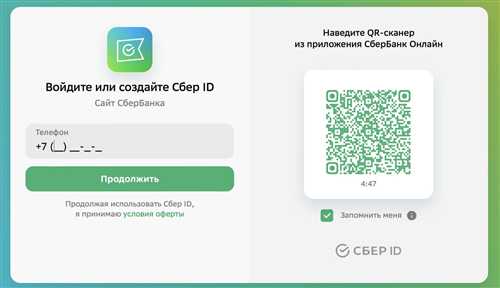 Войдите или создайте Сбер ID
Сайт СберБанка
Телефон
+7 (__) __-_-_
Продолжить
Продолжая использовать Сбер ID,
я принимаю условия оферты
Наведите QR-сканер
из приложения СберБанк Онлайн
4:47
Запомнить меня
СБЕР ID